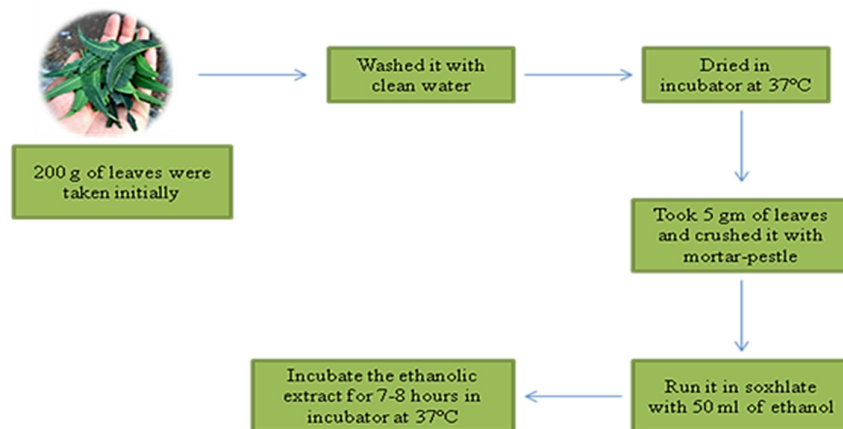 200 g of leaves were
taken initially
Washed it with
clean water
Dried in
incubator at 37°C
Took 5 gm of leaves
and crushed it with
mortar-pestle
Run it in soxhlate
with 50 ml of ethanol
Incubate the ethanolic
extract for 7-8 hours in
incubator at 37°C